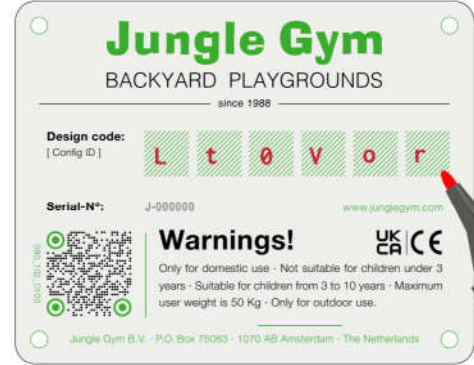 Jungle Gym
BACKYARD PLAYGROUNDS
since 1988
Design code:
[ Config ID ]
L t 0 V o r
Serial-Nº:
J-000000
www.junglegym.com
Warnings!
UK CA CE
Only for domestic use · Not suitable for children under 3
years · Suitable for children from 3 to 10 years · Maximum
user weight is 50 Kg · Only for outdoor use.
Jungle Gym B.V. · P.O. Box 75063 · 1070 AB Amsterdam · The Netherlands